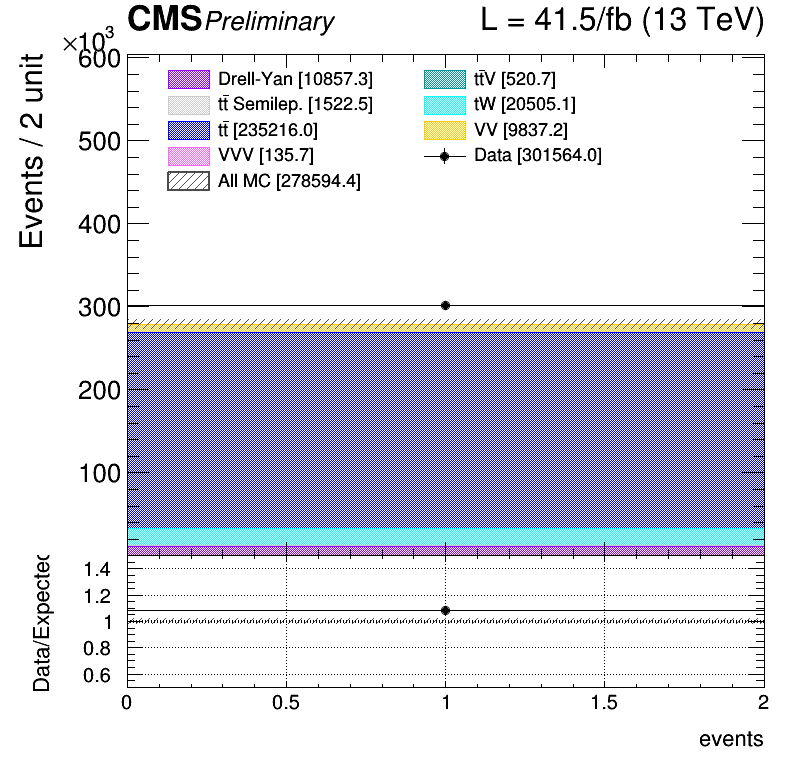 CMS Preliminary L = 41.5/fb (13 TeV)
×10³
Events / 2 unit
600
500
400
300
200
100
Drell-Yan [10857.3]
tt̄ Semilep. [1522.5]
tt̄ [235216.0]
VVV [135.7]
All MC [278594.4]
tt̄V [520.7]
tW [20505.1]
VV [9837.2]
Data [301564.0]
Data/Expected
1.4
1.2
1
0.8
0.6
0 0.5 1 1.5 2
events